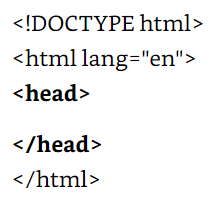 <!DOCTYPE html>
<html lang="en">
<head>
</head>
</html>